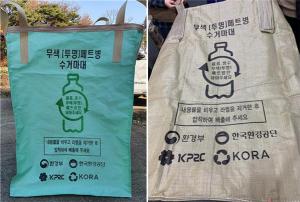 무색 (투명)페트병
수거마대
내용물을 비우고 라벨을 제거한 후
압착하여 배출해 주세요
환경부
한국환경공단
KPRC
KORA
무색 (투명)페트병
수거마대
내용물을 비우고 라벨을 제거한 후
압착하여 배출해 주세요
환경부
한국환경공단
KPRC
KORA